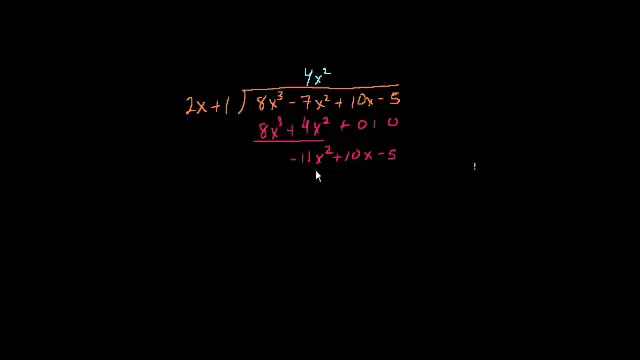 4x²
2x + 1 ) 8x³ - 7x² + 10x - 5
8x³ + 4x² + 0 + 0
-11x² + 10x - 5